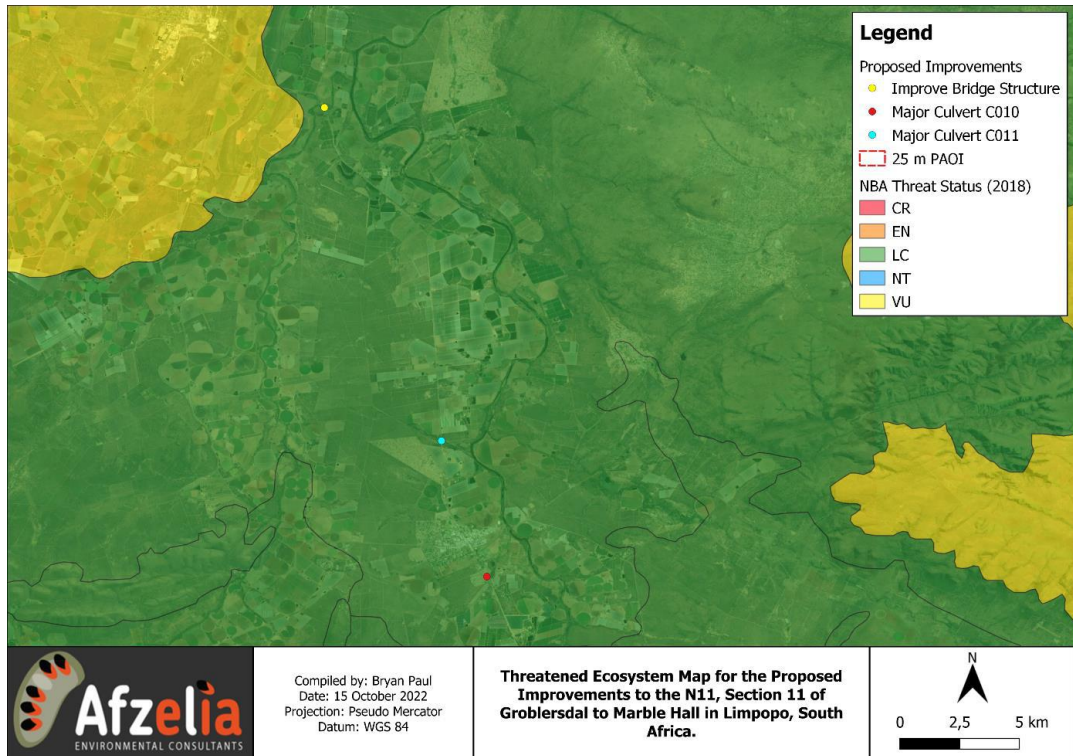 Legend
Proposed Improvements
Improve Bridge Structure
Major Culvert C010
Major Culvert C011
25 m PAOI
NBA Threat Status (2018)
CR
EN
LC
NT
VU
Afzelia
ENVIRONMENTAL CONSULTANTS
Compiled by: Bryan Paul
Date: 15 October 2022
Projection: Pseudo Mercator
Datum: WGS 84
Threatened Ecosystem Map for the Proposed
Improvements to the N11, Section 11 of
Groblersdal to Marble Hall in Limpopo, South
Africa.
N
0 2,5 5 km